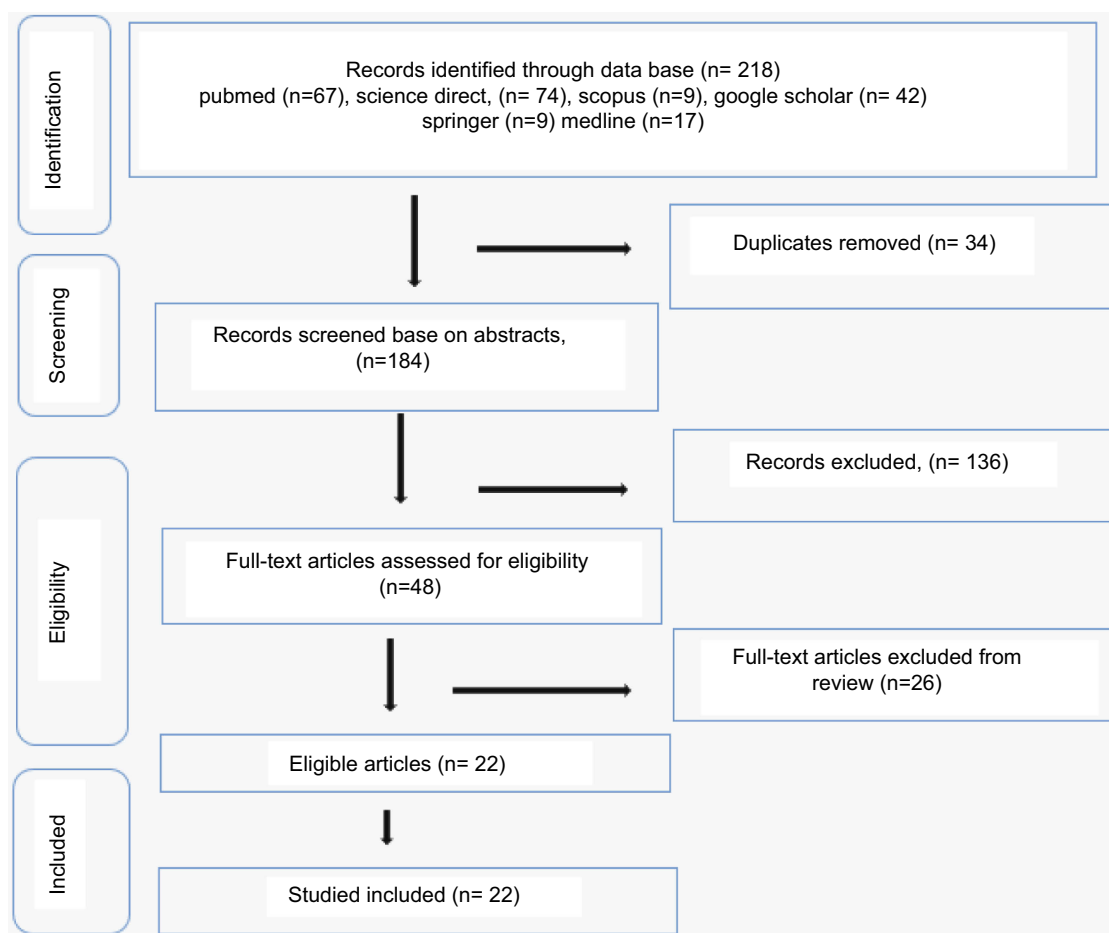 Identification
Records identified through data base (n= 218)
pubmed (n=67), science direct, (n= 74), scopus (n=9), google scholar (n= 42)
springer (n=9) medline (n=17)
Duplicates removed (n= 34)
Screening
Records screened base on abstracts,
(n=184)
Records excluded, (n= 136)
Eligibility
Full-text articles assessed for eligibility
(n=48)
Full-text articles excluded from
review (n=26)
Eligible articles (n= 22)
Included
Studied included (n= 22)